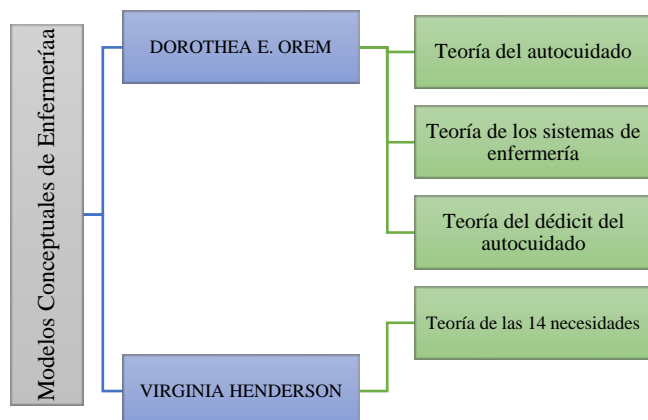 Modelos Conceptuales de Enfermeríaa
DOROTHEA E. OREM
Teoría del autocuidado
Teoría de los sistemas de
enfermería
Teoría del dédicit del
autocuidado
VIRGINIA HENDERSON
Teoría de las 14 necesidades